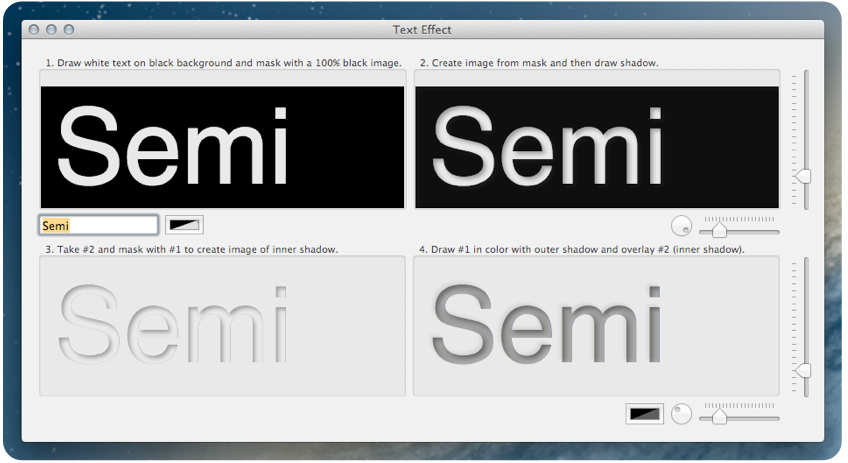 Text Effect
1. Draw white text on black background and mask with a 100% black image.
2. Create image from mask and then draw shadow.
Semi
Semi
Semi
3. Take #2 and mask with #1 to create image of inner shadow.
4. Draw #1 in color with outer shadow and overlay #2 (inner shadow).
Semi
Semi